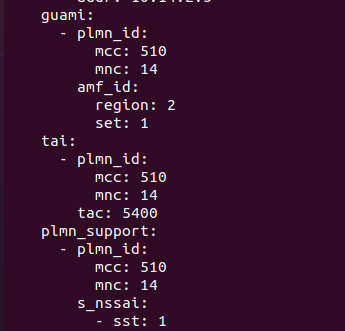 guami:
  - plmn_id:
      mcc: 510
      mnc: 14
    amf_id:
      region: 2
      set: 1
tai:
  - plmn_id:
      mcc: 510
      mnc: 14
    tac: 5400
plmn_support:
  - plmn_id:
      mcc: 510
      mnc: 14
    s_nssai:
      - sst: 1